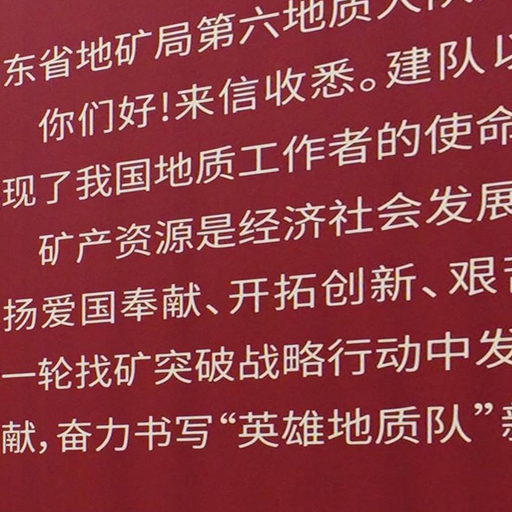 东省地矿局第六地质大队
你们好!来信收悉。建队以
现了我国地质工作者的使命
矿产资源是经济社会发展
扬爱国奉献、开拓创新、艰苦
一轮找矿突破战略行动中发
献,奋力书写“英雄地质队”新